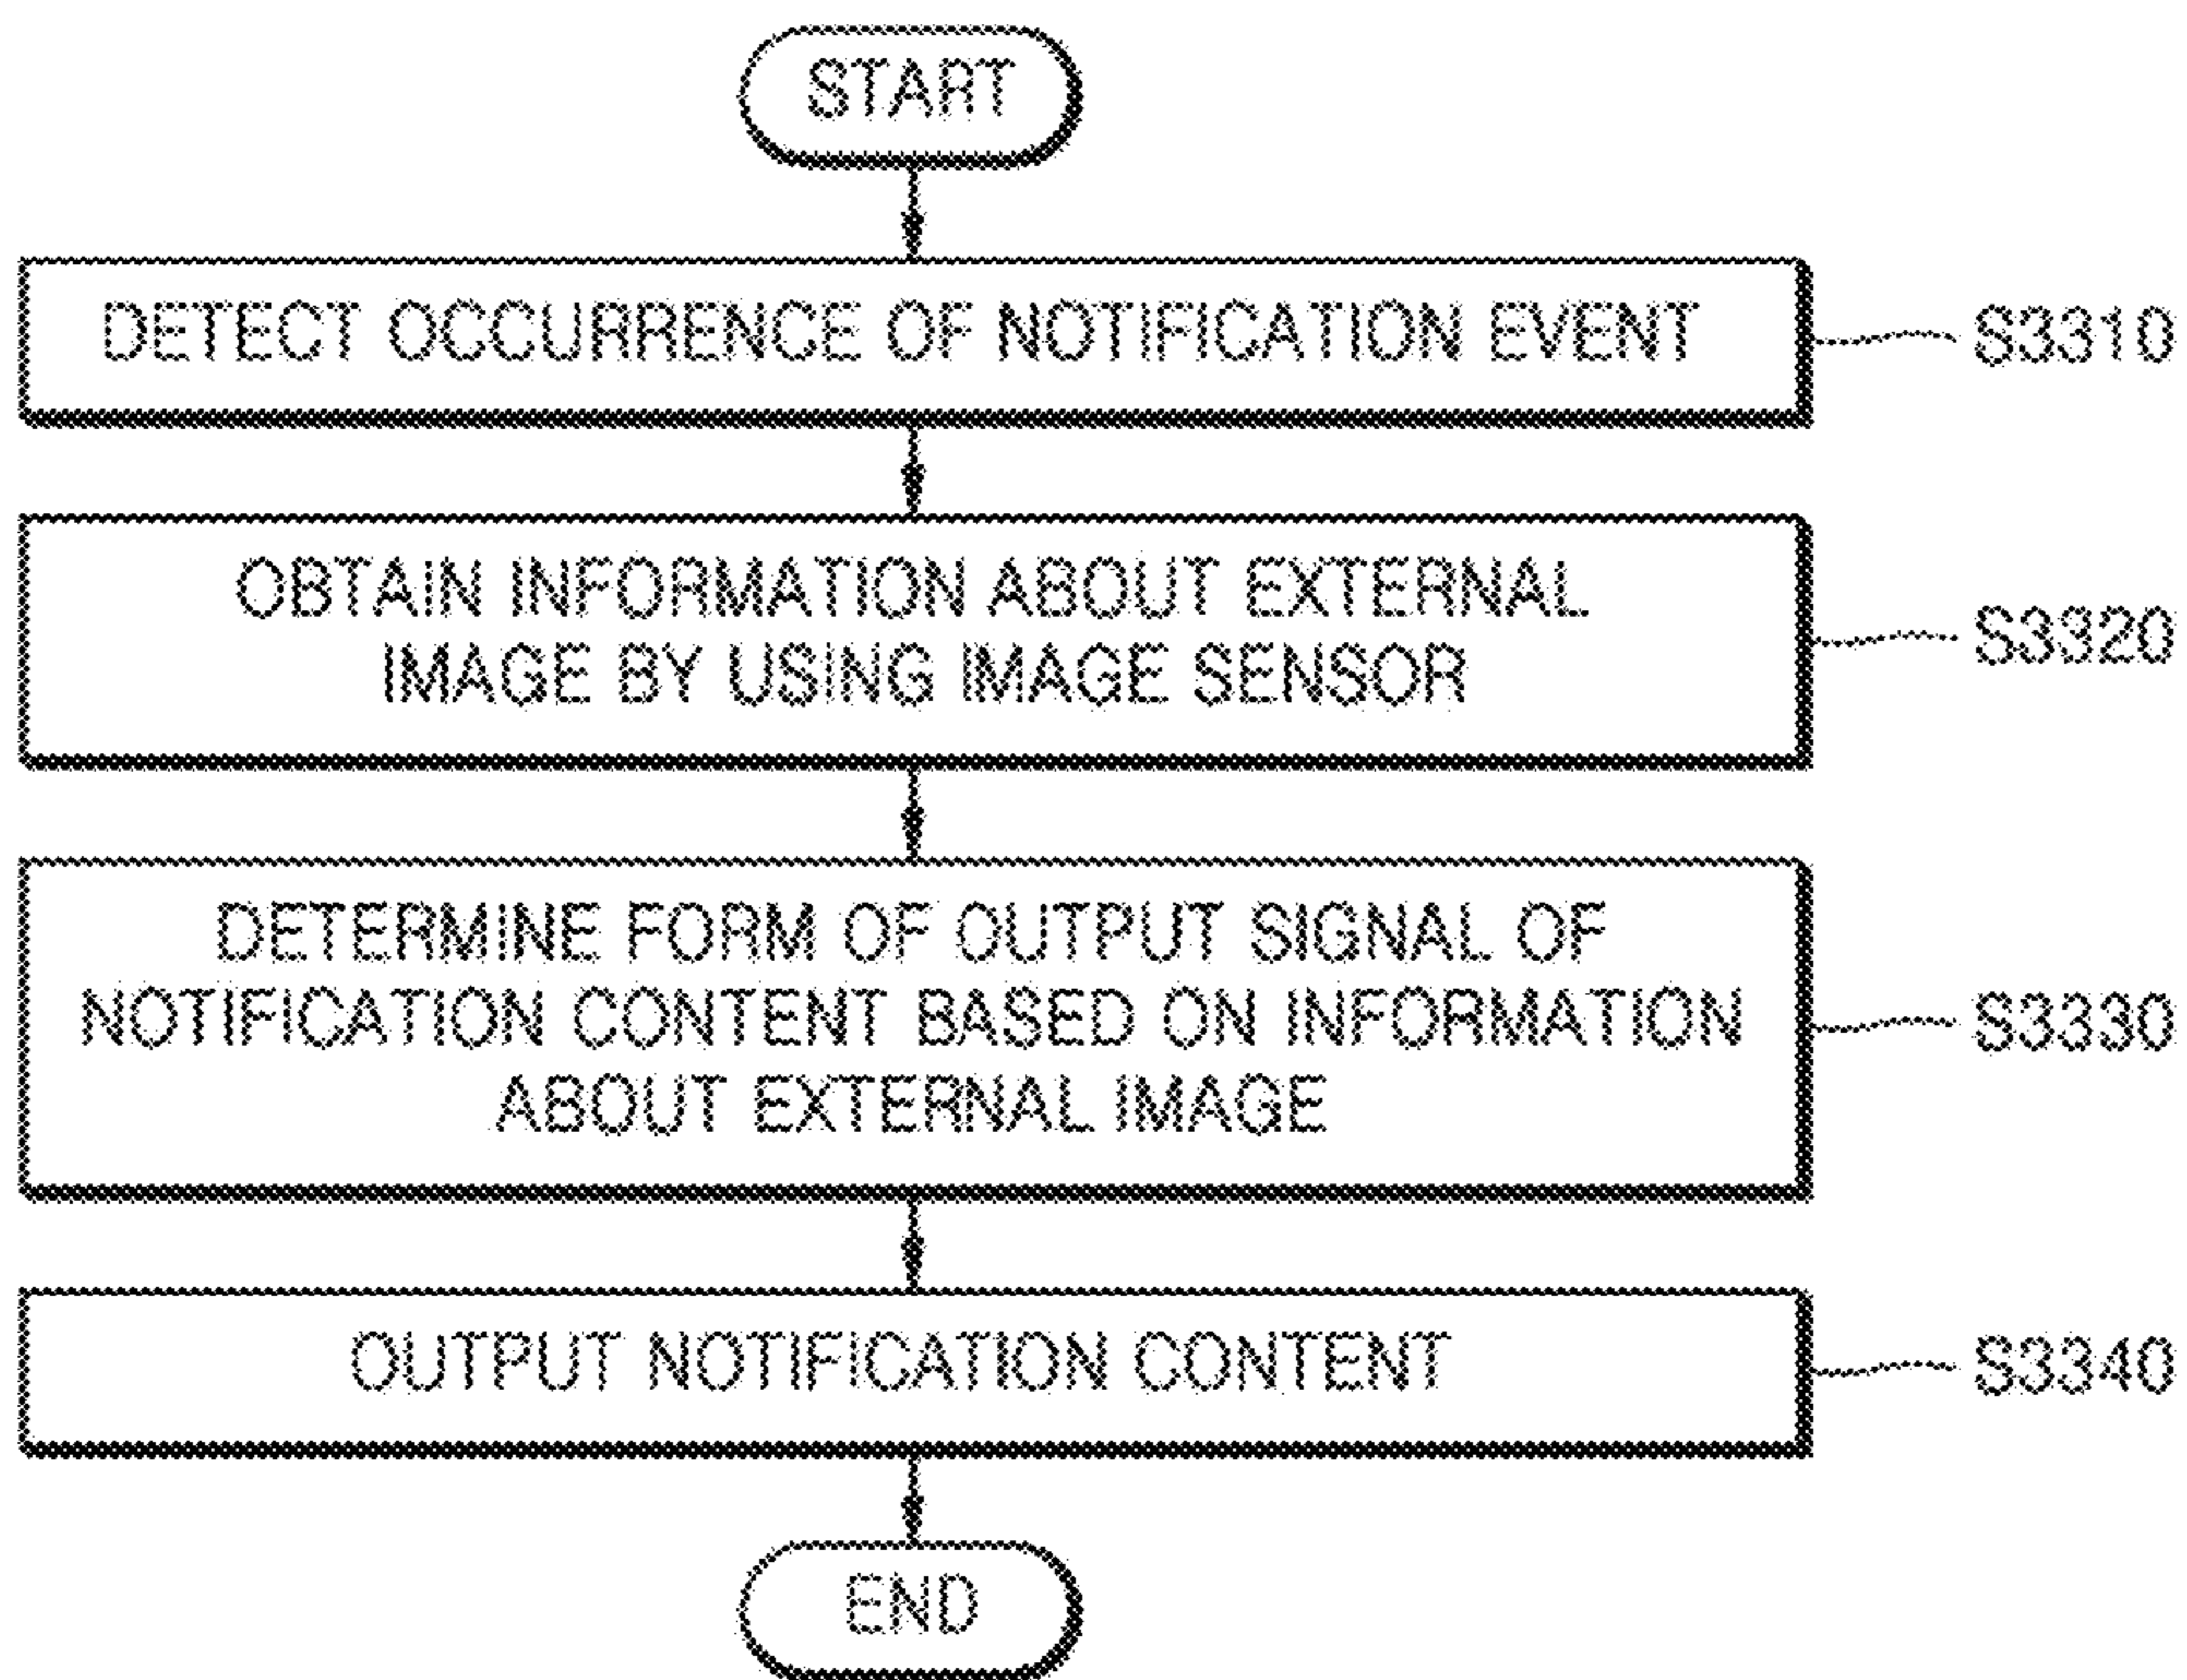 START
DETECT OCCURRENCE OF NOTIFICATION EVENT
S3310
OBTAIN INFORMATION ABOUT EXTERNAL
IMAGE BY USING IMAGE SENSOR
S3320
DETERMINE FORM OF OUTPUT SIGNAL OF
NOTIFICATION CONTENT BASED ON INFORMATION
ABOUT EXTERNAL IMAGE
S3330
OUTPUT NOTIFICATION CONTENT
S3340
END